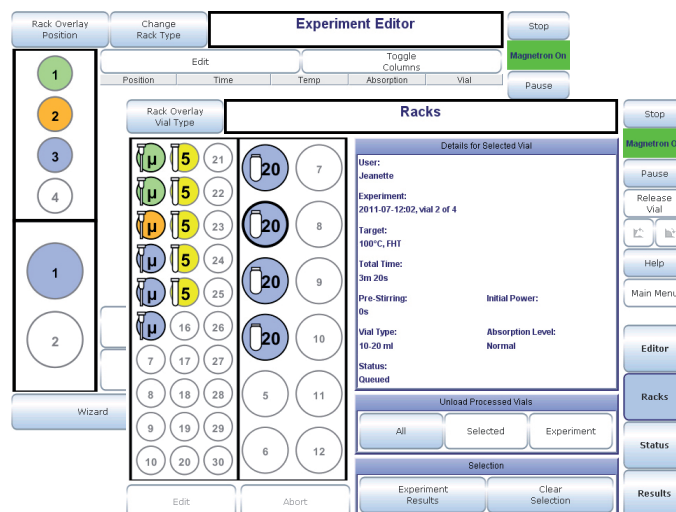 Rack Overlay
Position
Change
Rack Type
Experiment Editor
Stop
Magnetron On
Pause
Edit
Toggle
Columns
Position Time Temp Absorption Vial
1
2
3
4
1
2
Wizard
Rack Overlay
Vial Type
Racks
Stop
Magnetron O
Pause
Release
Vial
Help
Main Menu
Editor
Racks
Status
Results
µ 5 21
µ 5 22
µ 5 23
µ 5 24
µ 5 25
µ 16 26
7 17 27
8 18 28
9 19 29
10 20 30
20 7
20 8
20 9
20 10
5 11
6 12
Edit
Abort
Details for Selected Vial
User:
Jeanette
Experiment:
2011-07-12:02, vial 2 of 4
Target:
100°C, FHT
Total Time:
3m 20s
Pre-Stirring: Initial Power:
0s
Vial Type: Absorption Level:
10-20 ml Normal
Status:
Queued
Unload Processed Vials
All Selected Experiment
Selection
Experiment
Results
Clear
Selection